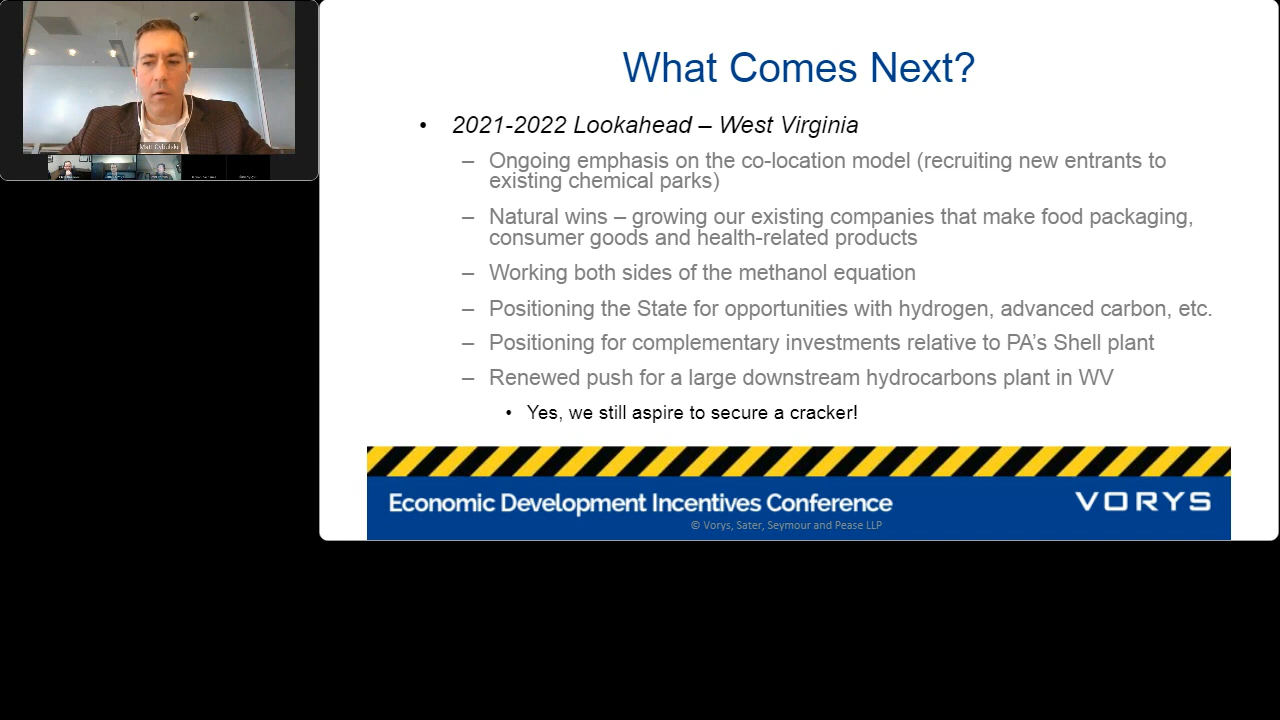 What Comes Next?
• 2021-2022 Lookahead – West Virginia
– Ongoing emphasis on the co-location model (recruiting new entrants to
existing chemical parks)
– Natural wins – growing our existing companies that make food packaging,
consumer goods and health-related products
– Working both sides of the methanol equation
– Positioning the State for opportunities with hydrogen, advanced carbon, etc.
– Positioning for complementary investments relative to PA's Shell plant
– Renewed push for a large downstream hydrocarbons plant in WV
• Yes, we still aspire to secure a cracker!
Economic Development Incentives Conference
VORYS
© Vorys, Sater, Seymour and Pease LLP